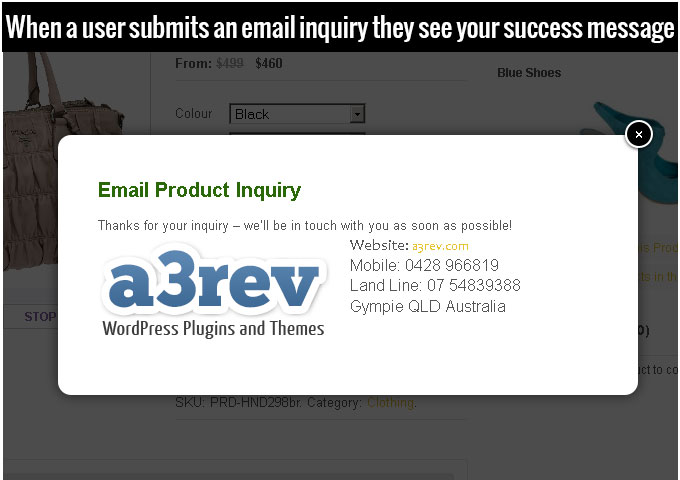 When a user submits an email inquiry they see your success message
From: $499 $460
Blue Shoes
Colour Black
×
Email Product Inquiry
Thanks for your inquiry – we'll be in touch with you as soon as possible!
a3rev
WordPress Plugins and Themes
Website: a3rev.com
Mobile: 0428 966819
Land Line: 07 54839388
Gympie QLD Australia
STOP
SKU: PRD-HND298br. Category: Clothing.